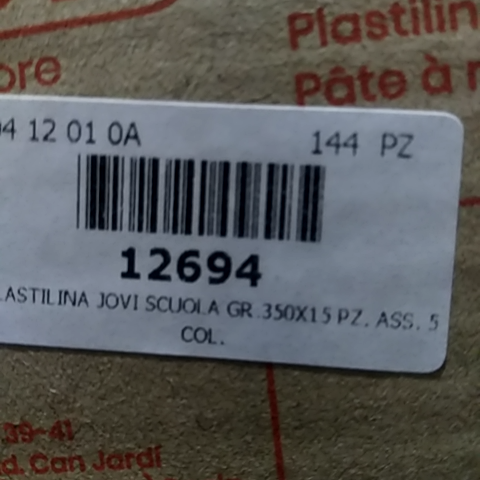 Plastilin
ore
Pâte à
04 12 01 0A
144 PZ
12694
LASTILINA JOVI SCUOLA GR.350X15 PZ. ASS. 5
COL.
39-41
d. Can Jardí